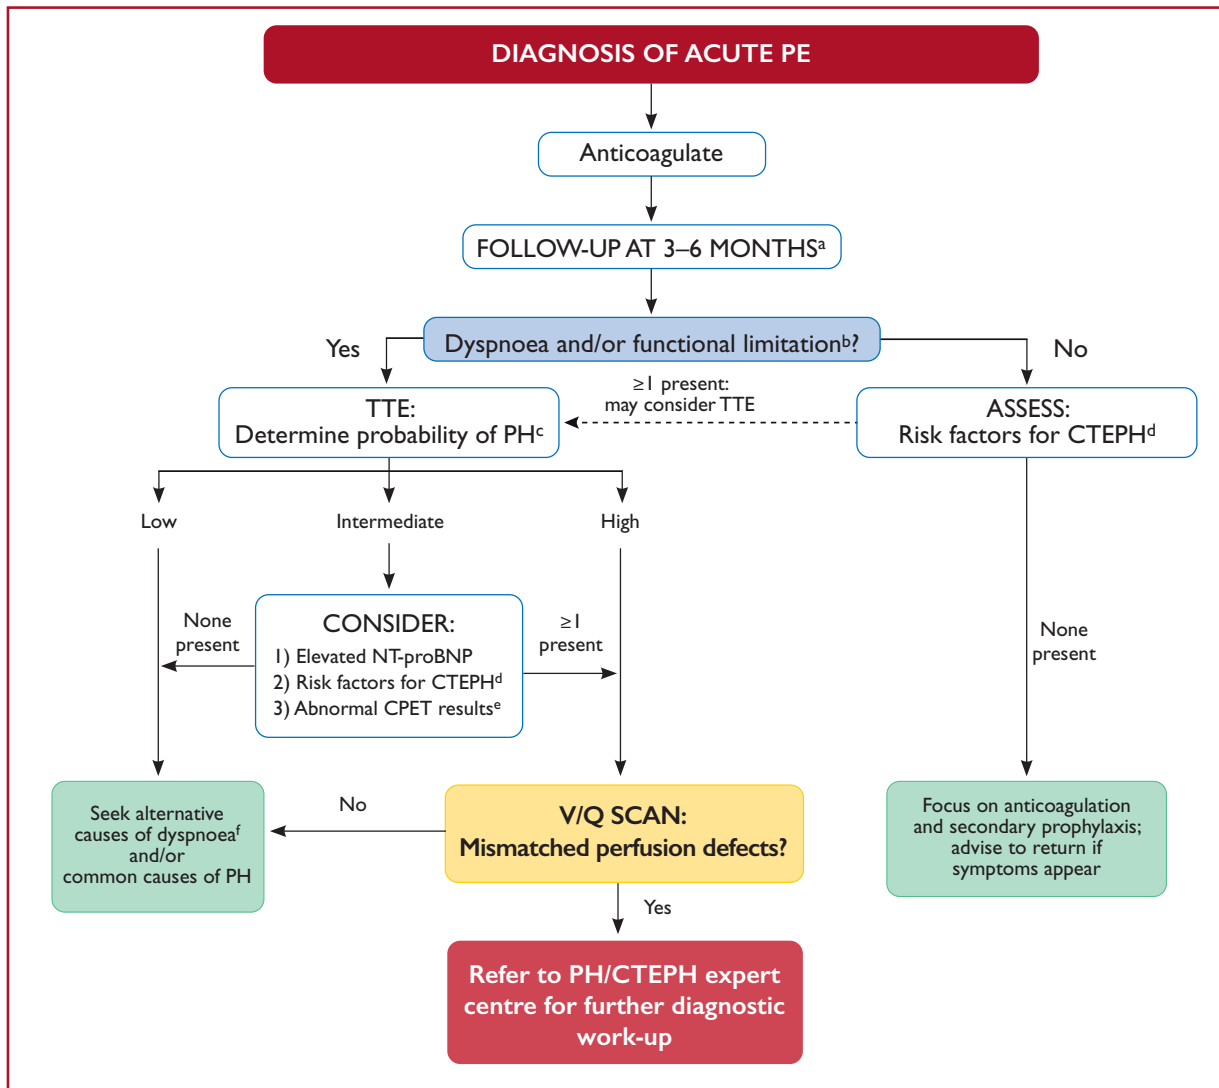 DIAGNOSIS OF ACUTE PE
Anticoagulate
FOLLOW-UP AT 3–6 MONTHSᵃ
Dyspnoea and/or functional limitationᵇ?
Yes
No
≥1 present:
may consider TTE
TTE:
Determine probability of PHᶜ
ASSESS:
Risk factors for CTEPHᵈ
Low
Intermediate
High
None
present
CONSIDER:
1) Elevated NT-proBNP
2) Risk factors for CTEPHᵈ
3) Abnormal CPET resultsᵉ
≥1
present
None
present
Seek alternative
causes of dyspnoeaᶠ
and/or
common causes of PH
No
V/Q SCAN:
Mismatched perfusion defects?
Focus on anticoagulation
and secondary prophylaxis;
advise to return if
symptoms appear
Yes
Refer to PH/CTEPH expert
centre for further diagnostic
work-up